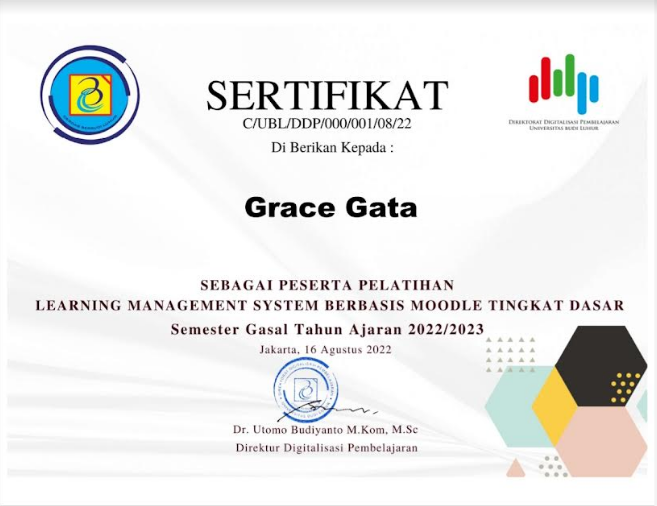 SERTIFIKAT
C/UBL/DDP/000/001/08/22
Di Berikan Kepada :
DIREKTORAT DIGITALISASI PEMBELAJARAN
UNIVERSITAS BUDI LUHUR
Grace Gata
SEBAGAI PESERTA PELATIHAN
LEARNING MANAGEMENT SYSTEM BERBASIS MOODLE TINGKAT DASAR
Semester Gasal Tahun Ajaran 2022/2023
Jakarta, 16 Agustus 2022
Dr. Utomo Budiyanto M.Kom, M.Sc
Direktur Digitalisasi Pembelajaran